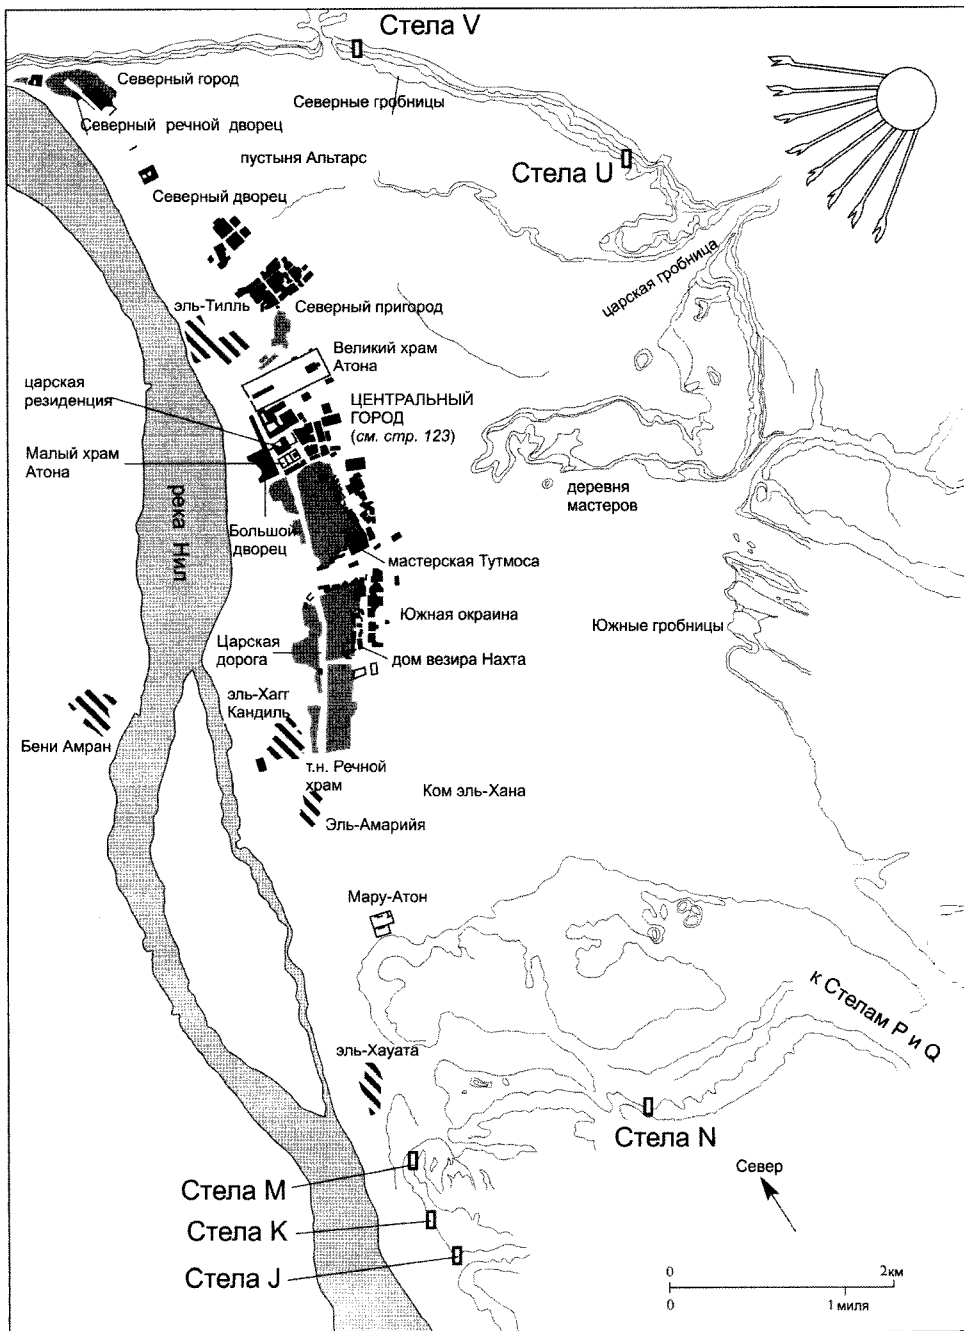 Стела V
Северный город
Северные гробницы
Северный речной дворец
пустыня Альтарс
Стела U
Северный дворец
царская гробница
эль-Тилль
Северный пригород
Великий храм
Атона
царская
резиденция
ЦЕНТРАЛЬНЫЙ
ГОРОД
(см. стр. 123)
Малый храм
Атона
деревня
мастеров
река Нил
Большой
дворец
мастерская Тутмоса
Южная окраина
Южные гробницы
Царская
дорога
дом везира Нахта
эль-Хагг
Кандиль
Бени Амран
т.н. Речной
храм
Ком эль-Хана
Эль-Амарийя
Мару-Атон
к Стелам P и Q
эль-Хауата
Стела N
Север
Стела M
Стела K
Стела J
0
2км
0
1 миля